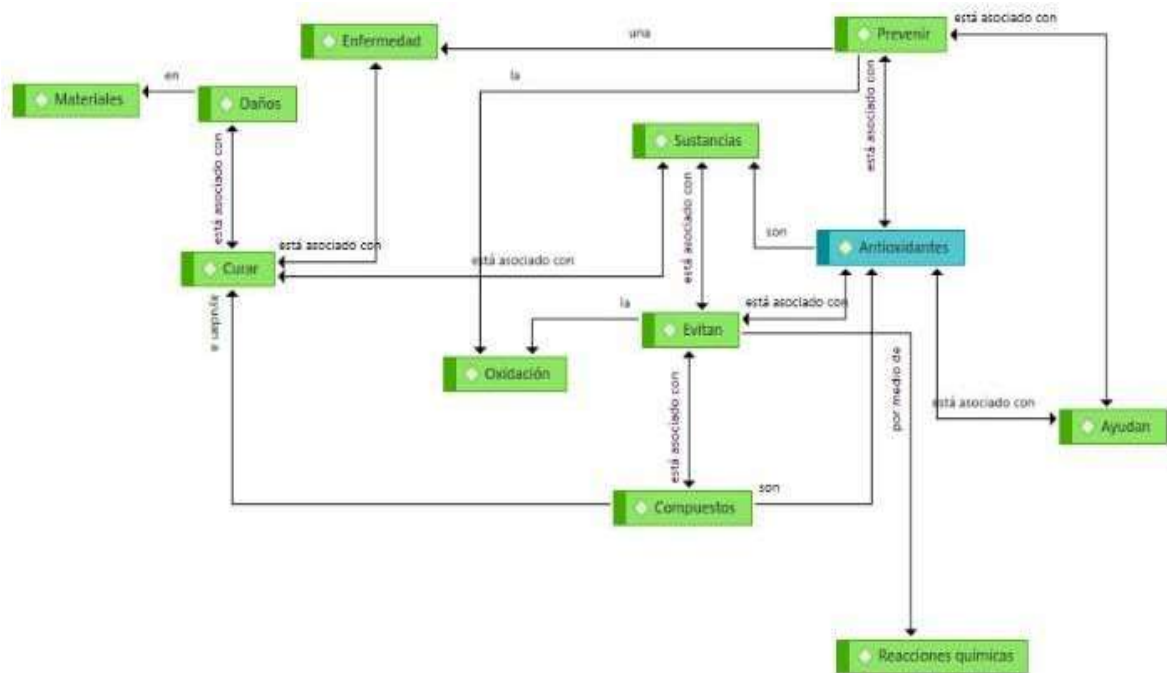 está asociado con
Enfermedad
una
Prevenir
en
la
Materiales
Daños
está asociado con
Sustancias
está asociado con
está asociado con
son
Antioxidantes
está asociado con
Curar
está asociado con
ayudan a
la
Evitan
está asociado con
Oxidación
por medio de
está asociado con
está asociado con
Ayudan
Compuestos
son
Reacciones químicas